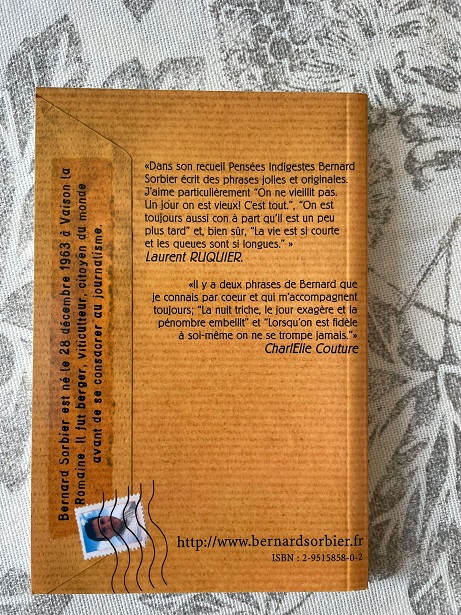 «Dans son recueil Pensées Indigestes Bernard
Sorbier écrit des phrases jolies et originales.
J'aime particulièrement "On ne vieillit pas.
Un jour on est vieux! C'est tout.", "On est
toujours aussi con à part qu'il est un peu
plus tard" et, bien sûr, "La vie est si courte
et les queues sont si longues." »
Laurent RUQUIER.
«Il y a deux phrases de Bernard que
je connais par coeur et qui m'accompagnent
toujours; "La nuit triche, le jour exagère et la
pénombre embellit" et "Lorsqu'on est fidèle
à soi-même on ne se trompe jamais."»
CharlElie Couture
Bernard Sorbier est né le 28 décembre 1963 à Vaison la
Romaine. Il fut berger, viticulteur, citoyen du monde
avant de se consacrer au journalisme.
http://www.bernardsorbier.fr
ISBN : 2-9515858-0-2